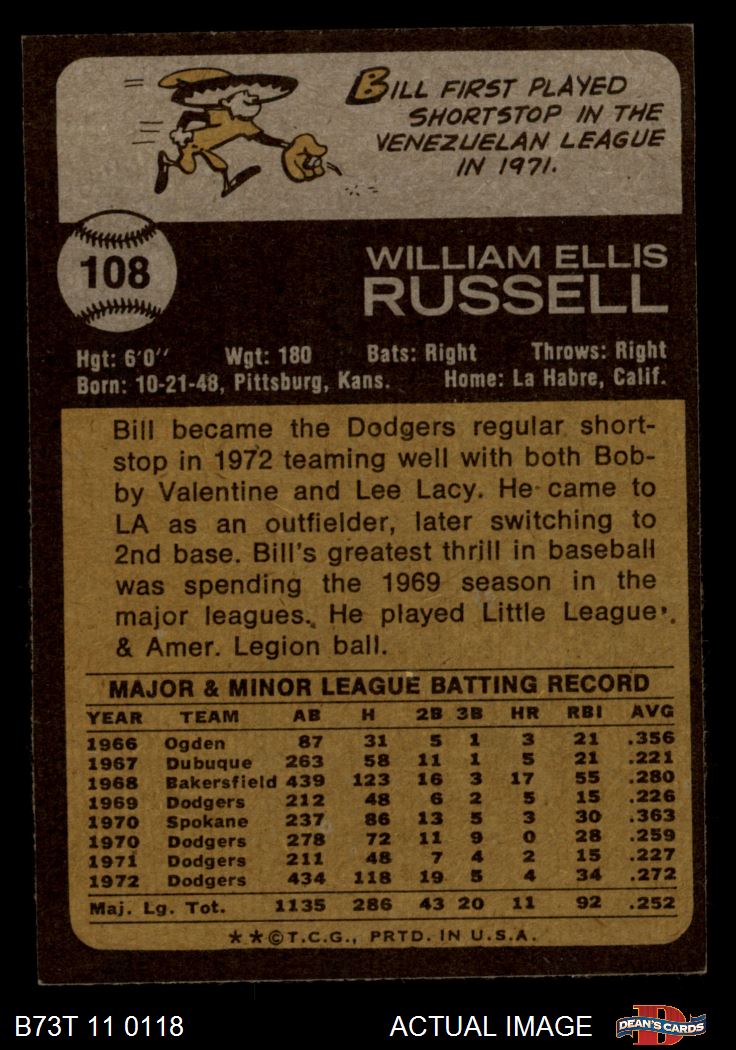 BILL FIRST PLAYED
SHORTSTOP IN THE
VENEZUELAN LEAGUE
IN 1971.
108
WILLIAM ELLIS
RUSSELL
Hgt: 6'0" Wgt: 180 Bats: Right Throws: Right
Born: 10-21-48, Pittsburg, Kans. Home: La Habre, Calif.
Bill became the Dodgers regular short-
stop in 1972 teaming well with both Bob-
by Valentine and Lee Lacy. He came to
LA as an outfielder, later switching to
2nd base. Bill's greatest thrill in baseball
was spending the 1969 season in the
major leagues. He played Little League
& Amer. Legion ball.
MAJOR & MINOR LEAGUE BATTING RECORD
YEAR TEAM AB H 2B 3B HR RBI AVG
1966 Ogden 87 31 5 1 3 21 .356
1967 Dubuque 263 58 11 1 5 21 .221
1968 Bakersfield 439 123 16 3 17 55 .280
1969 Dodgers 212 48 6 2 5 15 .226
1970 Spokane 237 86 13 5 3 30 .363
1970 Dodgers 278 72 11 9 0 28 .259
1971 Dodgers 211 48 7 4 2 15 .227
1972 Dodgers 434 118 19 5 4 34 .272
Maj. Lg. Tot. 1135 286 43 20 11 92 .252
★ ★ © T.C.G., PRTD. IN U.S.A.
B73T 11 0118 ACTUAL IMAGE D DEAN'S CARDS